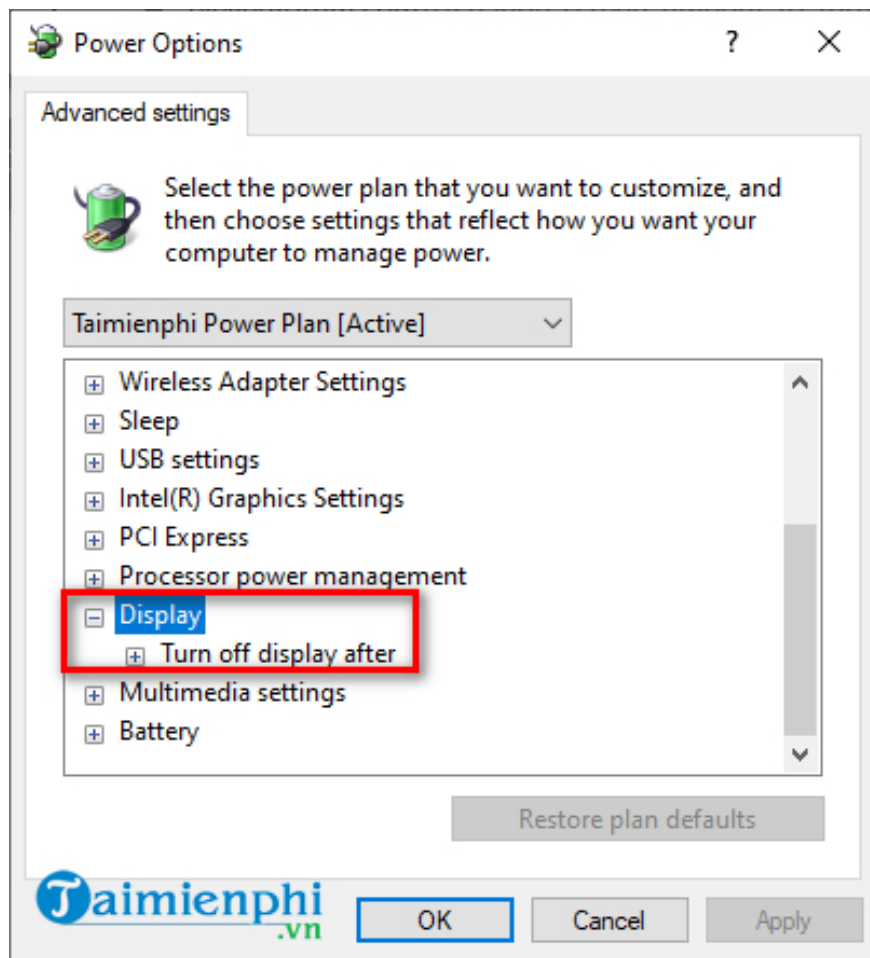 Power Options
Advanced settings
Select the power plan that you want to customize, and
then choose settings that reflect how you want your
computer to manage power.
Taimienphi Power Plan [Active]
Wireless Adapter Settings
Sleep
USB settings
Intel(R) Graphics Settings
PCI Express
Processor power management
Display
Turn off display after
Multimedia settings
Battery
Restore plan defaults
Taimienphi
.vn
OK Cancel Apply